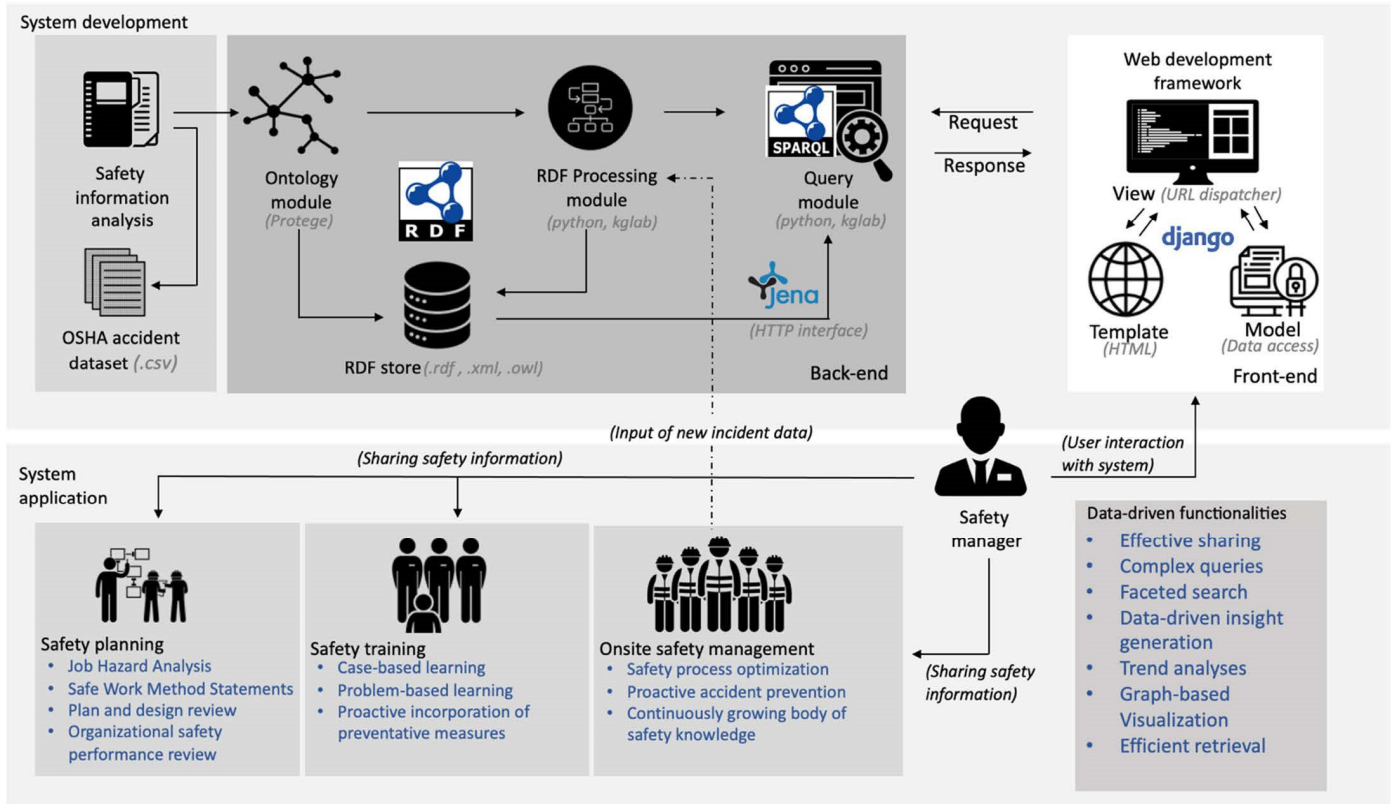 System development
Safety
information
analysis
OSHA accident
dataset (.csv)
Ontology
module
(Protege)
R D F
RDF Processing
module
(python, kglab)
SPARQL
Query
module
(python, kglab)
Jena
(HTTP interface)
RDF store (.rdf , .xml, .owl)
Back-end
Request
Response
Web development
framework
View (URL dispatcher)
django
Template
(HTML)
Model
(Data access)
Front-end
(Input of new incident data)
(User interaction
with system)
(Sharing safety information)
System
application
Safety
manager
(Sharing safety
information)
Safety planning
• Job Hazard Analysis
• Safe Work Method Statements
• Plan and design review
• Organizational safety
performance review
Safety training
• Case-based learning
• Problem-based learning
• Proactive incorporation of
preventative measures
Onsite safety management
• Safety process optimization
• Proactive accident prevention
• Continuously growing body of
safety knowledge
Data-driven functionalities
• Effective sharing
• Complex queries
• Faceted search
• Data-driven insight
generation
• Trend analyses
• Graph-based
Visualization
• Efficient retrieval